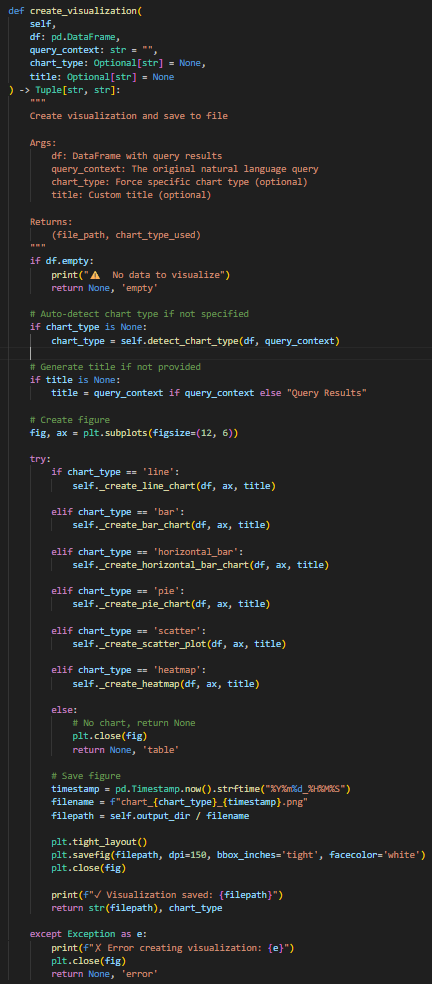 def create_visualization(
    self,
    df: pd.DataFrame,
    query_context: str = "",
    chart_type: Optional[str] = None,
    title: Optional[str] = None
) -> Tuple[str, str]:
    """
    Create visualization and save to file

    Args:
        df: DataFrame with query results
        query_context: The original natural language query
        chart_type: Force specific chart type (optional)
        title: Custom title (optional)

    Returns:
        (file_path, chart_type_used)
    """
    if df.empty:
        print("⚠️  No data to visualize")
        return None, 'empty'

    # Auto-detect chart type if not specified
    if chart_type is None:
        chart_type = self.detect_chart_type(df, query_context)

    # Generate title if not provided
    if title is None:
        title = query_context if query_context else "Query Results"

    # Create figure
    fig, ax = plt.subplots(figsize=(12, 6))

    try:
        if chart_type == 'line':
            self._create_line_chart(df, ax, title)

        elif chart_type == 'bar':
            self._create_bar_chart(df, ax, title)

        elif chart_type == 'horizontal_bar':
            self._create_horizontal_bar_chart(df, ax, title)

        elif chart_type == 'pie':
            self._create_pie_chart(df, ax, title)

        elif chart_type == 'scatter':
            self._create_scatter_plot(df, ax, title)

        elif chart_type == 'heatmap':
            self._create_heatmap(df, ax, title)

        else:
            # No chart, return None
            plt.close(fig)
            return None, 'table'

        # Save figure
        timestamp = pd.Timestamp.now().strftime("%Y%m%d_%H%M%S")
        filename = f"chart_{chart_type}_{timestamp}.png"
        filepath = self.output_dir / filename

        plt.tight_layout()
        plt.savefig(filepath, dpi=150, bbox_inches='tight', facecolor='white')
        plt.close(fig)

        print(f"✓ Visualization saved: {filepath}")
        return str(filepath), chart_type

    except Exception as e:
        print(f"✗ Error creating visualization: {e}")
        plt.close(fig)
        return None, 'error'